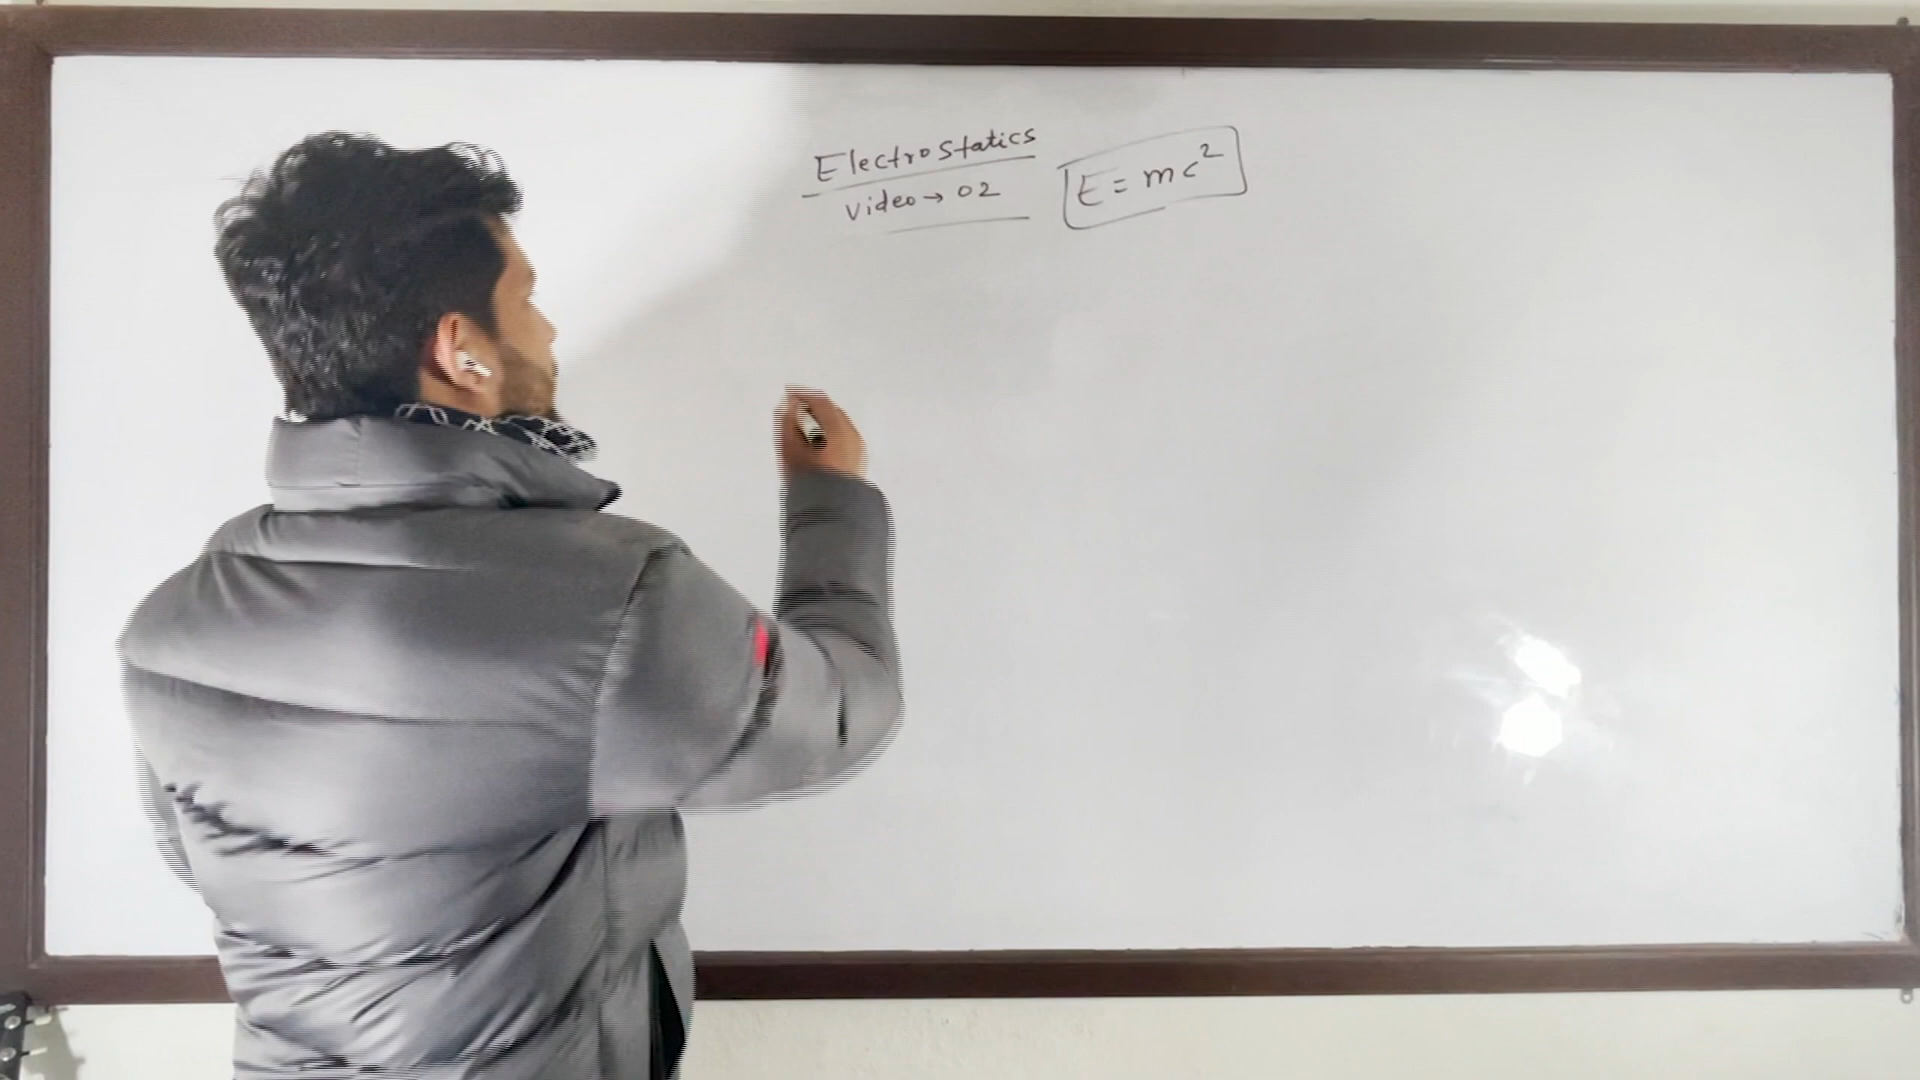 Electrostatics
Video → 02
E = mc²